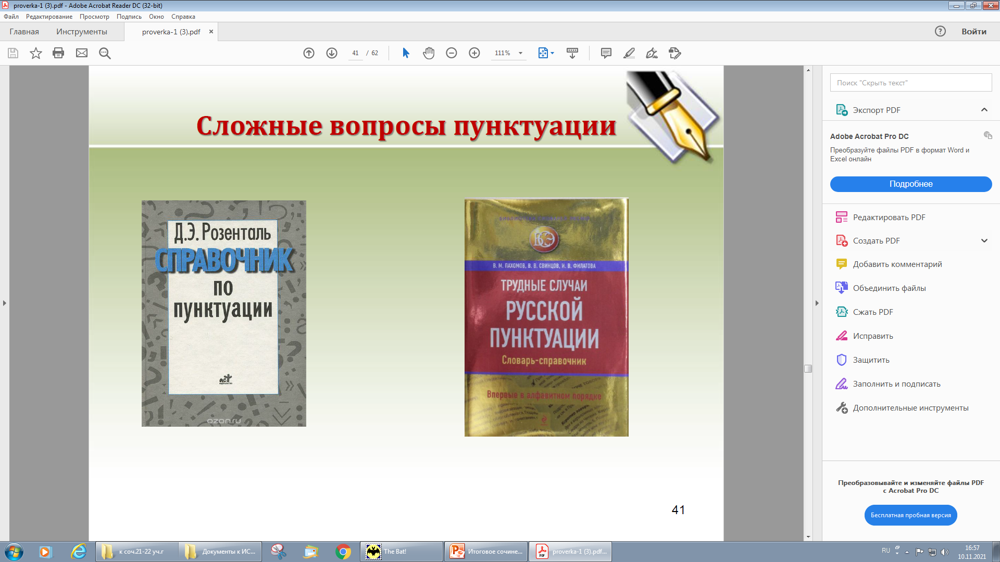 proverka-1 (3).pdf - Adobe Acrobat Reader DC (32-bit)
Файл Редактирование Просмотр Подпись Окно Справка
Главная Инструменты proverka-1 (3).pdf × Войти
41 / 62 111%
Сложные вопросы пунктуации
Д.Э. Розенталь
СПРАВОЧНИК
по
пунктуации
аст
издательство
ozon.ru
ВСЭ
В. М. ПАХОМОВ, В. В. СВИНЦОВ, И. В. ФИЛАТОВА
ТРУДНЫЕ СЛУЧАИ
РУССКОЙ
ПУНКТУАЦИИ
Словарь-справочник
Впервые в алфавитном порядке
41
Поиск "Скрыть текст"
Экспорт PDF
Adobe Acrobat Pro DC
Преобразуйте файлы PDF в формат Word и
Excel онлайн
Подробнее
Редактировать PDF
Создать PDF
Добавить комментарий
Объединить файлы
Сжать PDF
Исправить
Защитить
Заполнить и подписать
Дополнительные инструменты
Преобразовывайте и изменяйте файлы PDF
с Acrobat Pro DC
Бесплатная пробная версия
к соч.21-22 уч.г Документы к ИС... The Bat! Итоговое сочине... proverka-1 (3).pdf... RU 16:57
10.11.2021